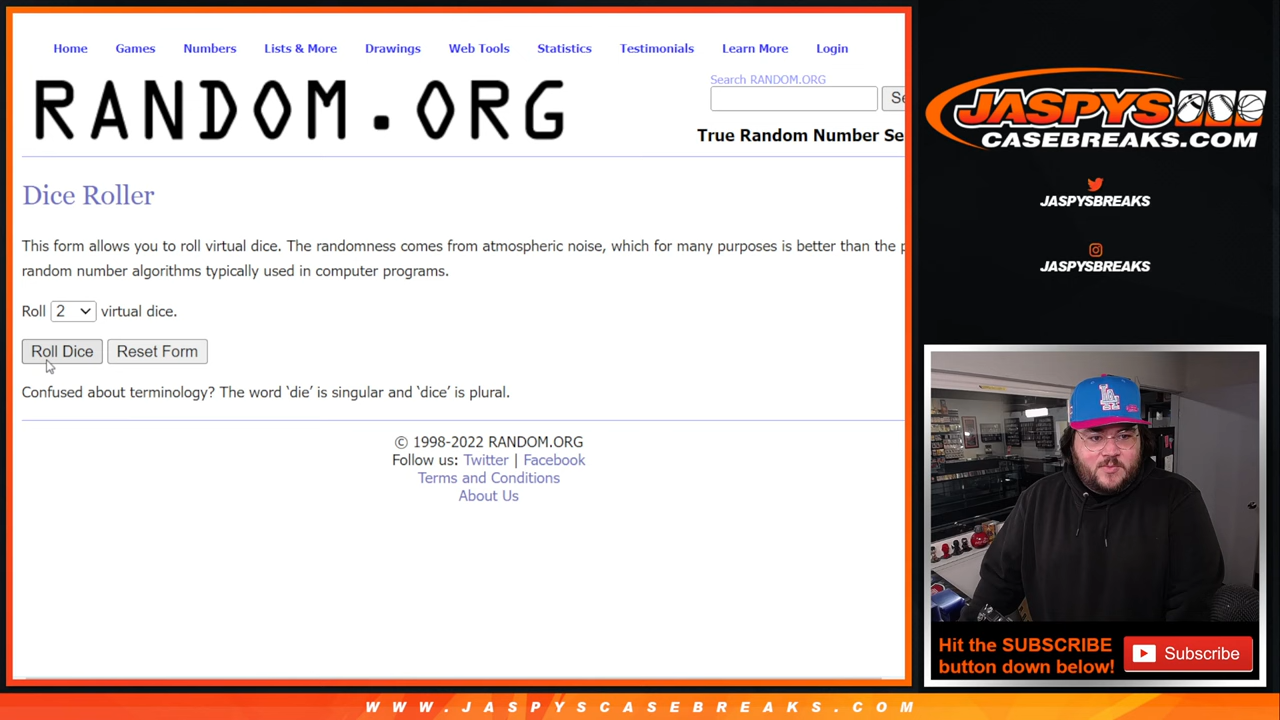 Home Games Numbers Lists & More Drawings Web Tools Statistics Testimonials Learn More Login
Search RANDOM.ORG
RANDOM.ORG
True Random Number Se
Dice Roller
This form allows you to roll virtual dice. The randomness comes from atmospheric noise, which for many purposes is better than the
random number algorithms typically used in computer programs.
Roll 2 virtual dice.
Roll Dice Reset Form
Confused about terminology? The word ‘die’ is singular and ‘dice’ is plural.
© 1998-2022 RANDOM.ORG
Follow us: Twitter | Facebook
Terms and Conditions
About Us
JASPYS
CASEBREAKS.COM
JASPYSBREAKS
JASPYSBREAKS
LA
Hit the SUBSCRIBE
button down below!
Subscribe
WWW.JASPYSCASEBREAKS.COM